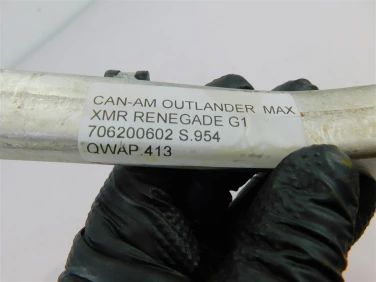 CAN-AM OUTLANDER MAX
XMR RENEGADE G1
706200602 S.954
QWAP.413